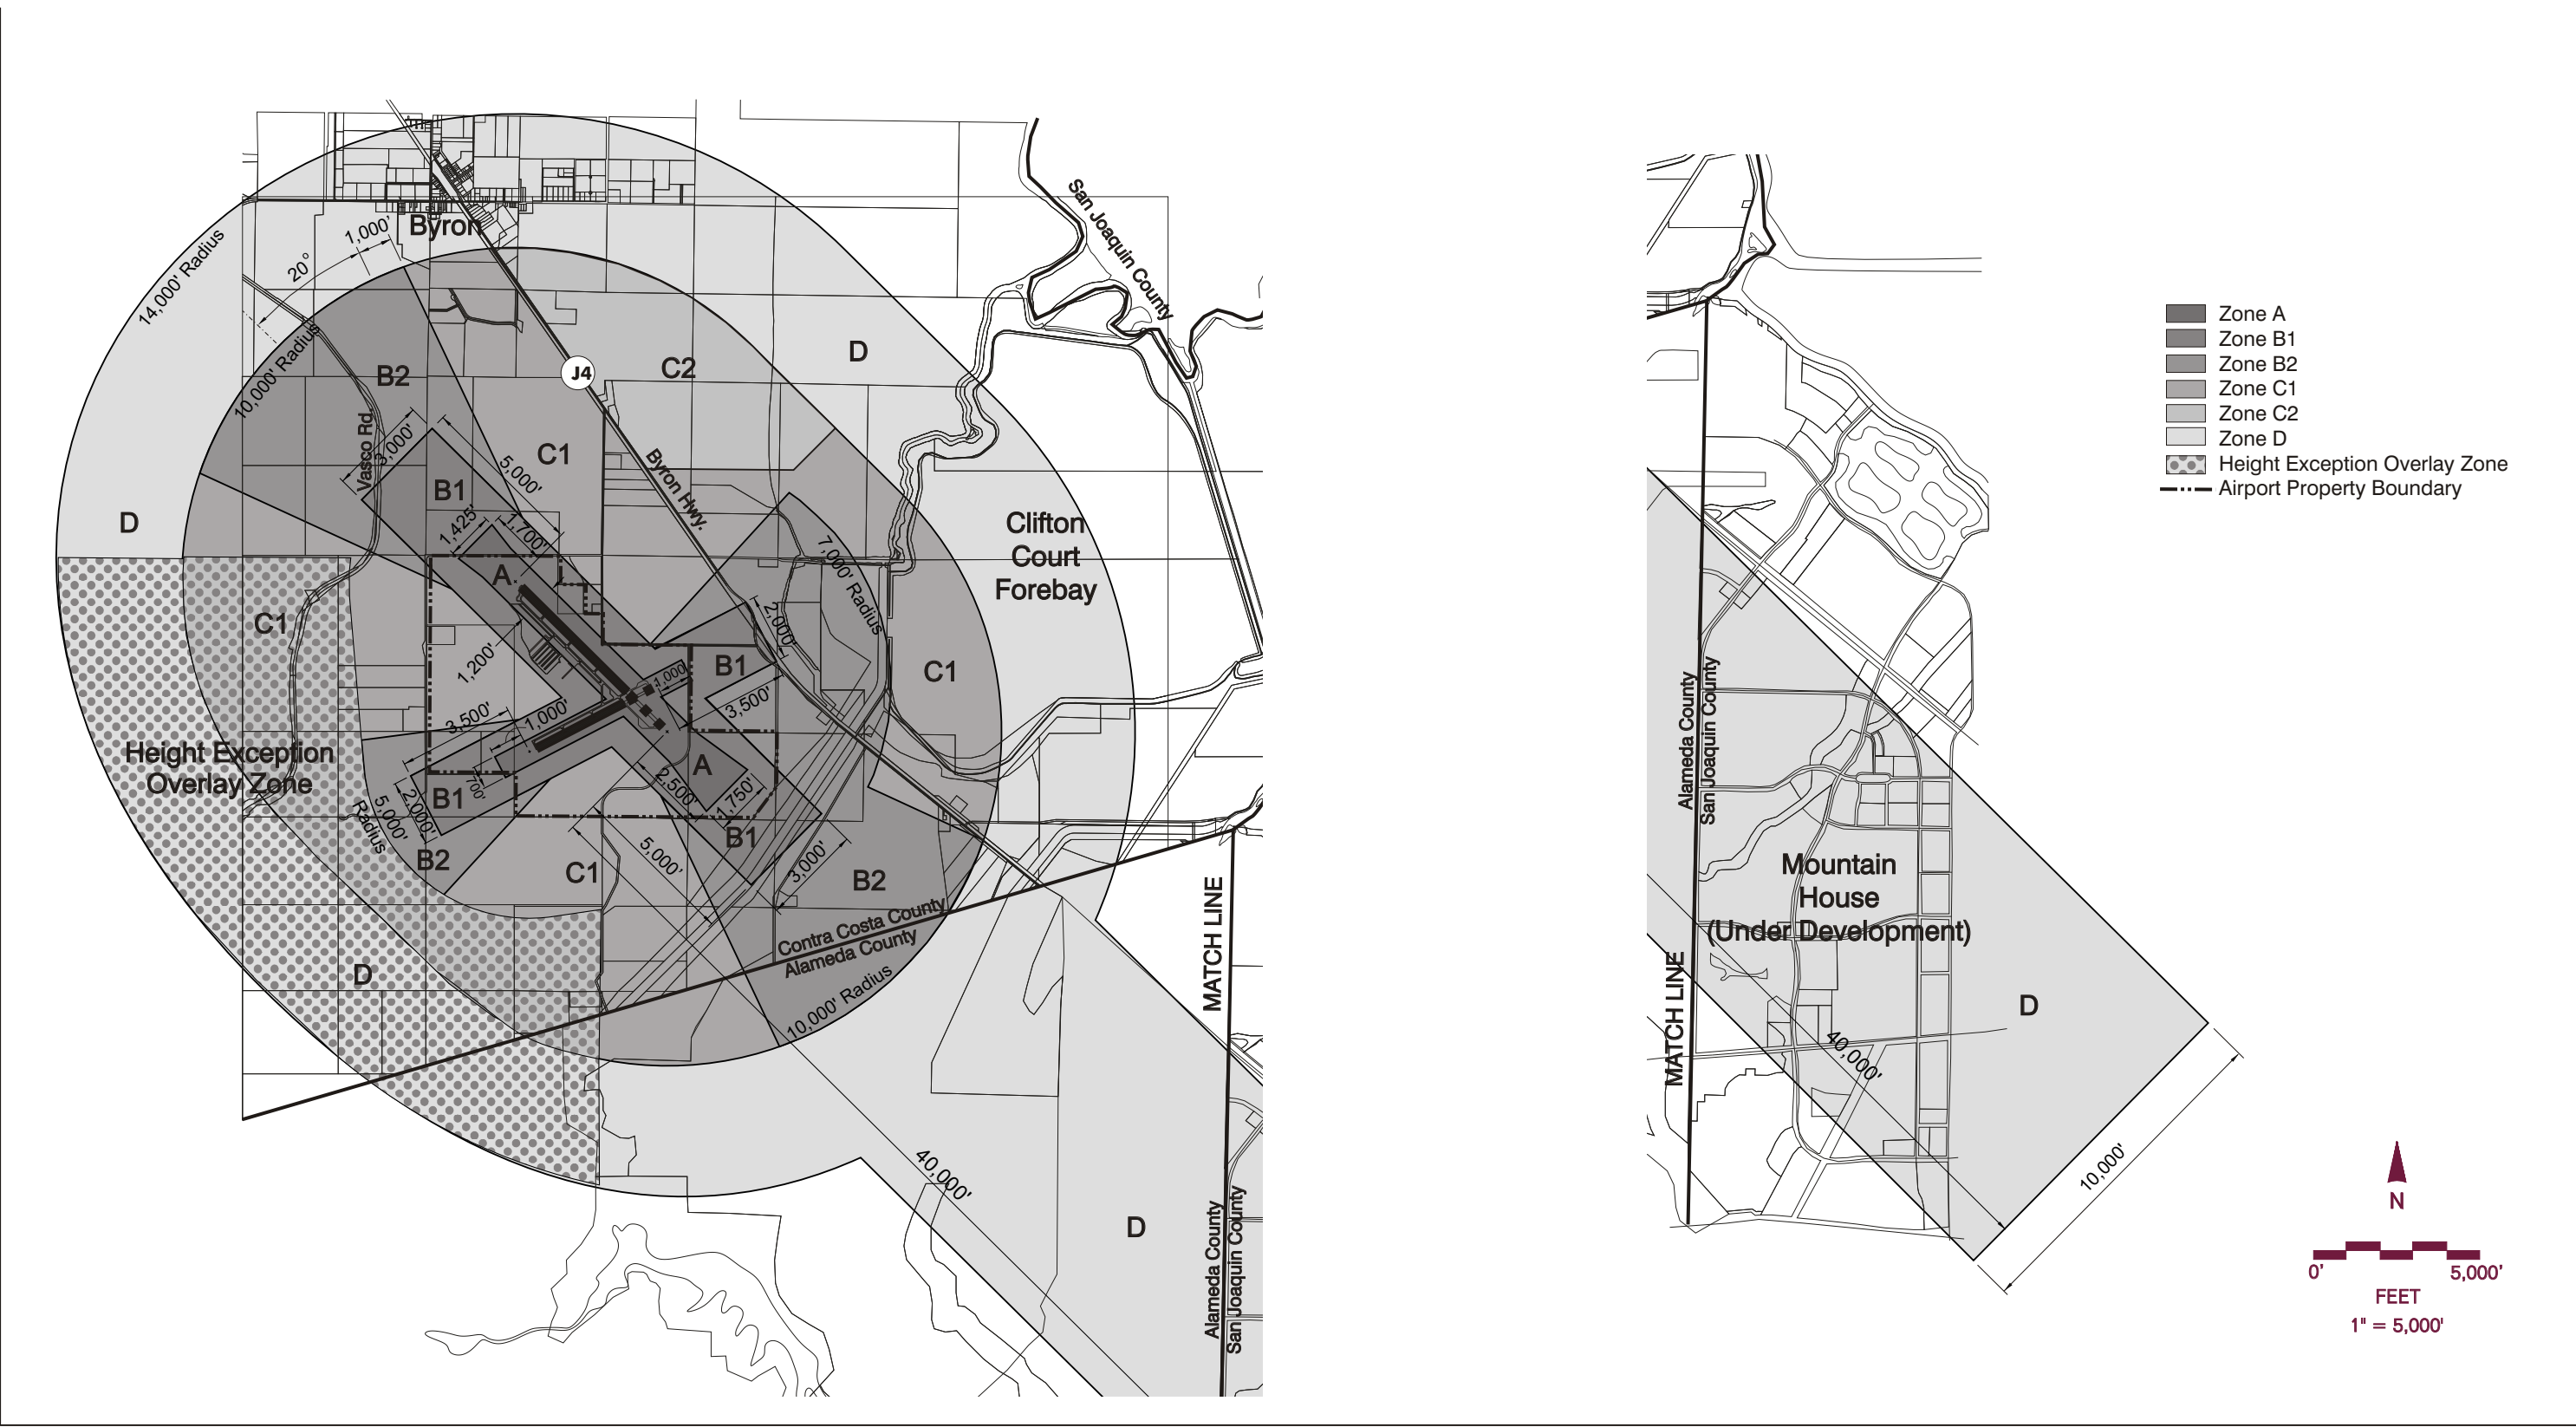 San Joaquin County
1,000'
Byron
20°
14,000' Radius
10,000' Radius
B2
J4
C2
D
Vasco Rd.
3,000'
5,000'
C1
Byron Hwy.
B1
1,425'
1,700'
D
Clifton
Court
Forebay
7,000' Radius
A
C1
2,000'
1,200'
1,000'
B1
C1
3,500'
3,500'
1,000'
Height Exception
Overlay Zone
A
700'
2,500'
1,750'
B1
2,000'
5,000'
Radius
B1
B2
C1
5,000'
3,000'
B2
Contra Costa County
Alameda County
D
10,000' Radius
MATCH LINE
40,000'
D
Alameda County
San Joaquin County
Alameda County
San Joaquin County
Mountain
House
(Under Development)
MATCH LINE
D
40,000'
10,000'
Zone A
Zone B1
Zone B2
Zone C1
Zone C2
Zone D
Height Exception Overlay Zone
Airport Property Boundary
N
0'
5,000'
FEET
1" = 5,000'